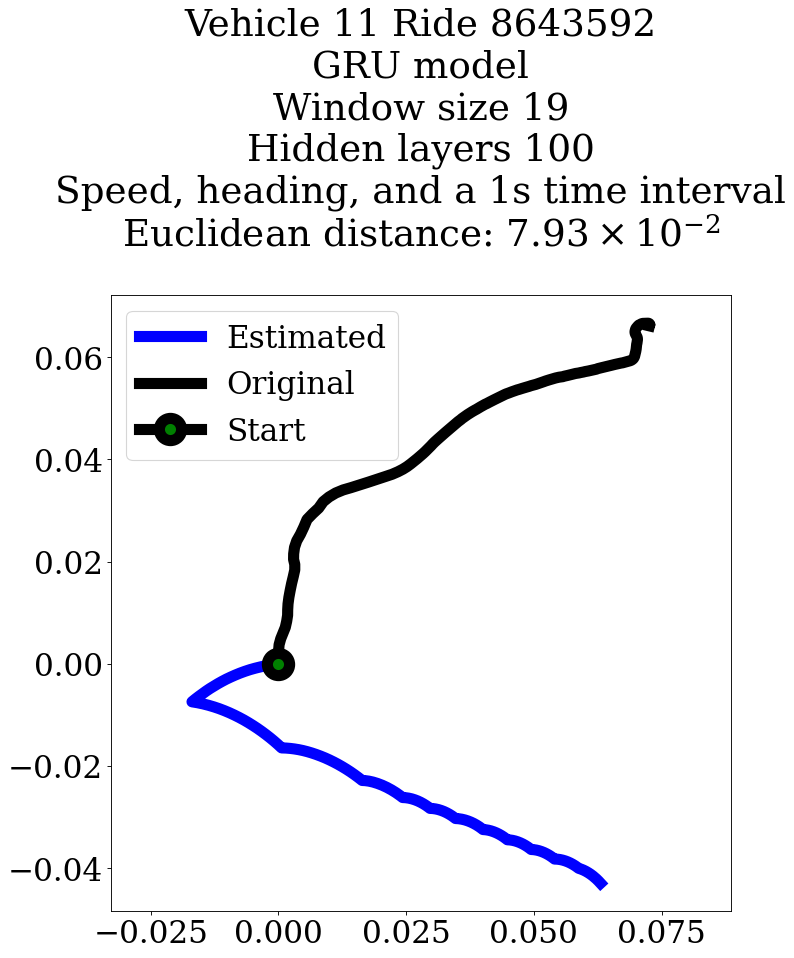 Vehicle 11 Ride 8643592
GRU model
Window size 19
Hidden layers 100
Speed, heading, and a 1s time interval
Euclidean distance: 7.93 × 10⁻²
Estimated
Original
Start
0.06
0.04
0.02
0.00
−0.02
−0.04
−0.025 0.000 0.025 0.050 0.075